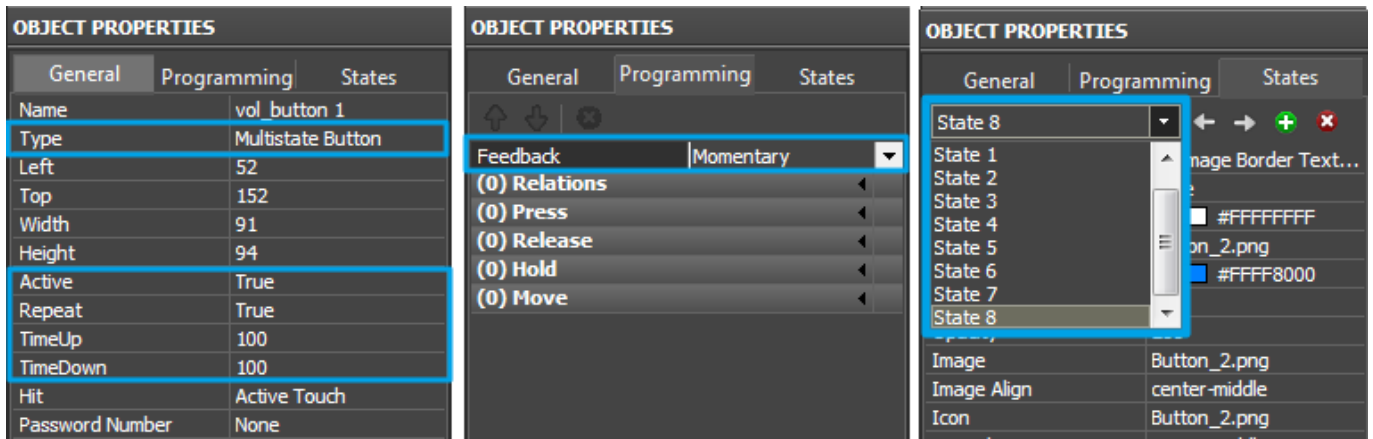 OBJECT PROPERTIES
General Programming States
Name vol_button 1
Type Multistate Button
Left 52
Top 152
Width 91
Height 94
Active True
Repeat True
TimeUp 100
TimeDown 100
Hit Active Touch
Password Number None
OBJECT PROPERTIES
General Programming States
Feedback Momentary
(0) Relations
(0) Press
(0) Release
(0) Hold
(0) Move
OBJECT PROPERTIES
General Programming States
State 8
State 1
State 2 Border Text...
State 3
State 4 #FFFFFFFF
State 5
State 6 #FFFF8000
State 7
State 8
Image Button_2.png
Image Align center-middle
Icon Button_2.png